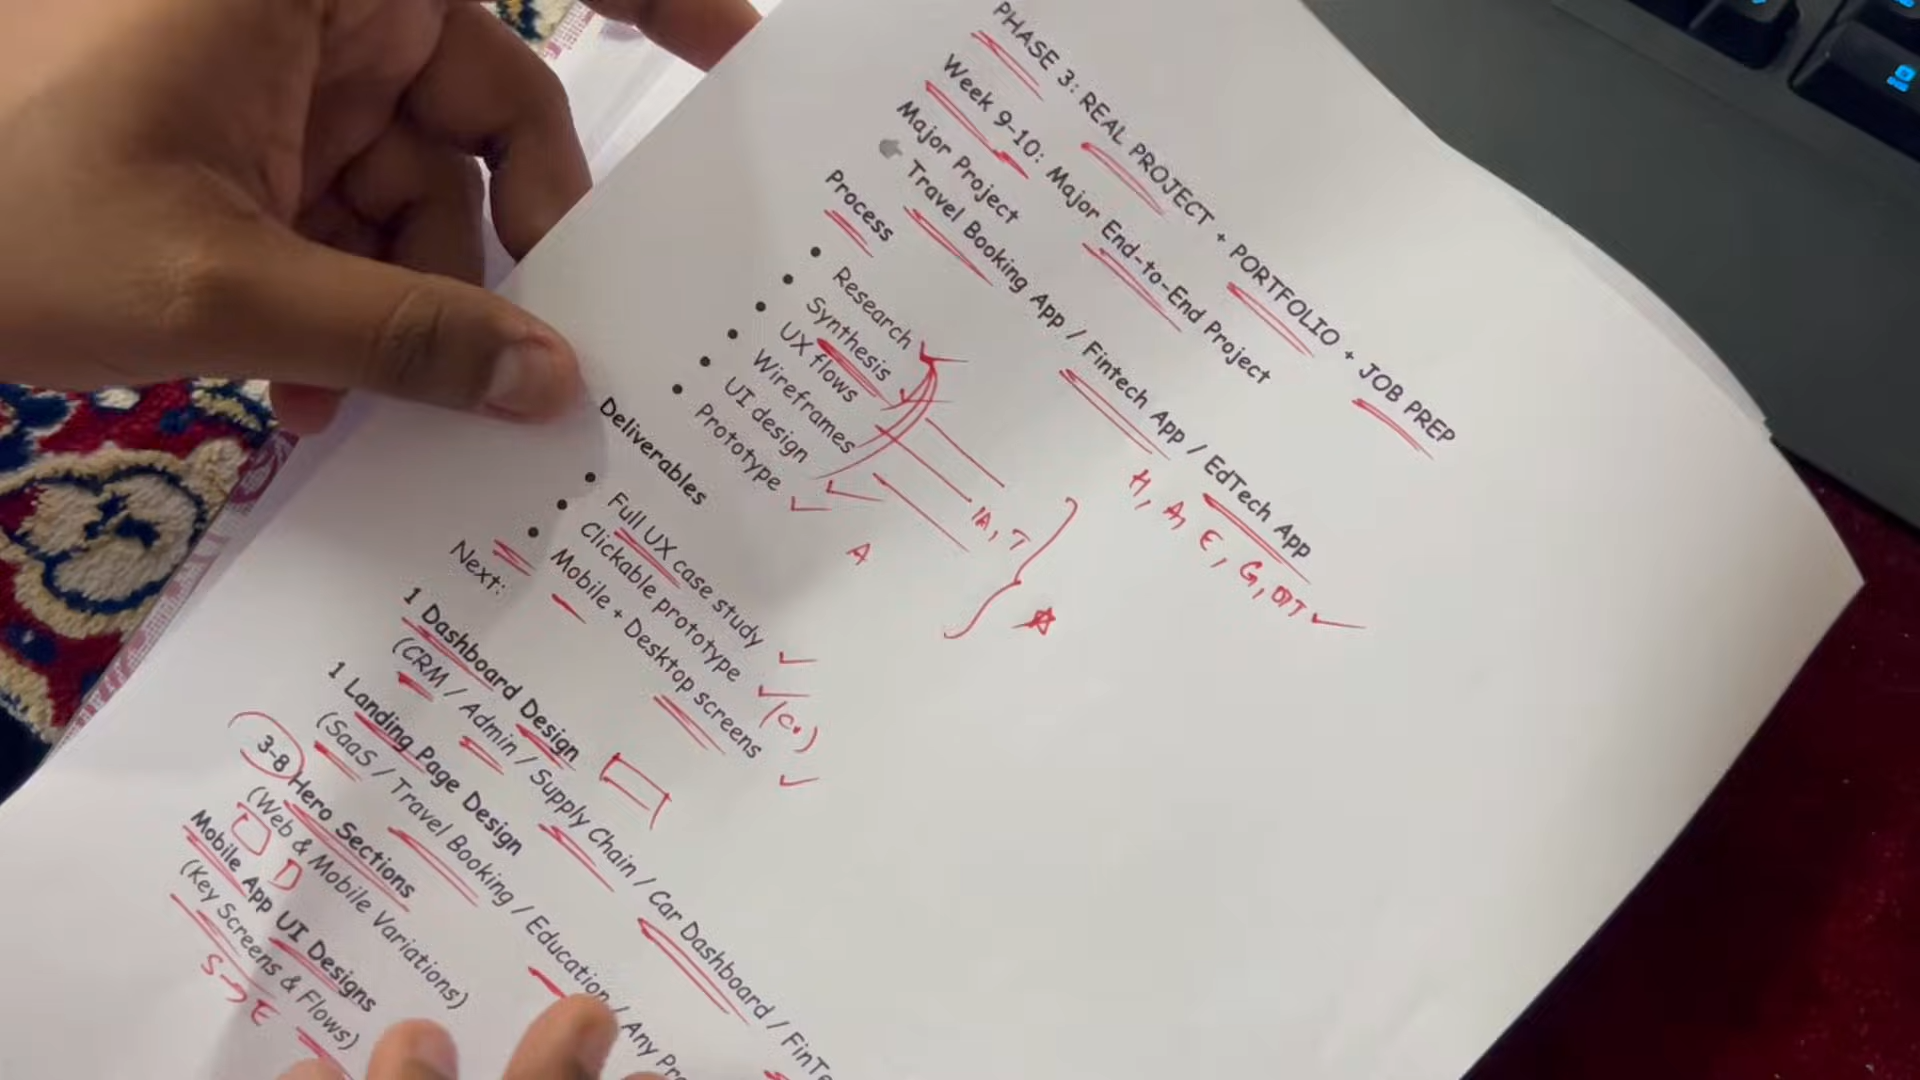 PHASE 3: REAL PROJECT + PORTFOLIO + JOB PREP
Week 9-10: Major End-to-End Project
Major Project
Travel Booking App / Fintech App / EdTech App
H, A, E, G, OT
Process
• Research
• Synthesis
• UX flows
• Wireframes
• UI design
• Prototype
IA, T
A
Deliverables
• Full UX case study
• Clickable prototype
• Mobile + Desktop screens
Next:
1 Dashboard Design
(CRM / Admin / Supply Chain / Car Dashboard /
1 Landing Page Design
(SaaS / Travel Booking / Education / Any
3-8 Hero Sections
(Web & Mobile Variations)
Mobile App UI Designs
(Key Screens & Flows)
S → E